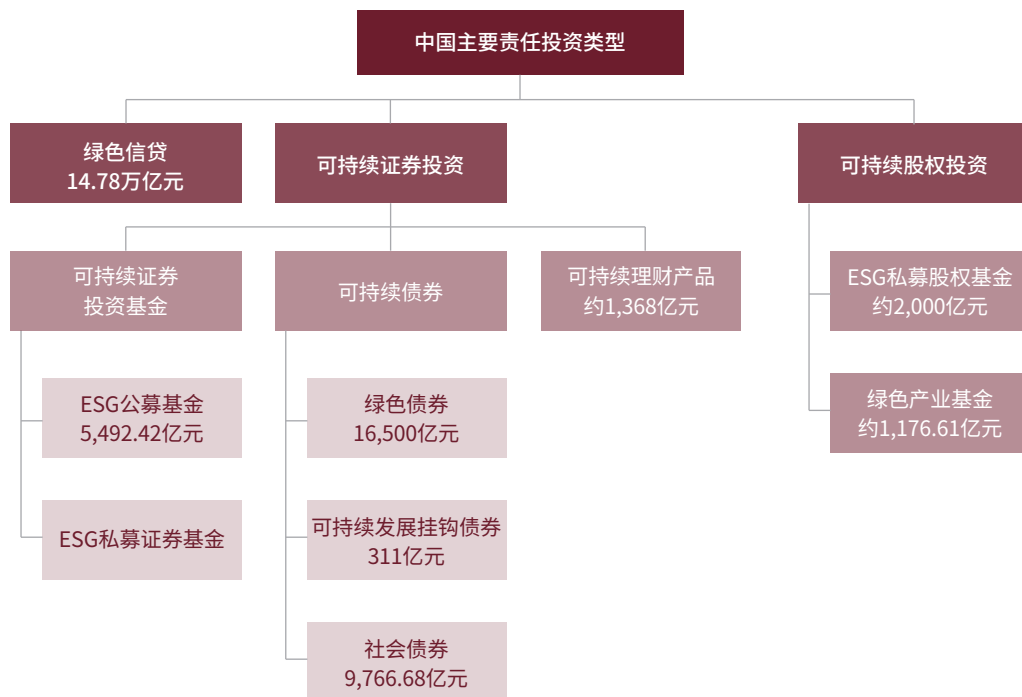 中国主要责任投资类型
绿色信贷
14.78万亿元
可持续证券投资
可持续股权投资
可持续证券
投资基金
可持续债券
可持续理财产品
约1,368亿元
ESG私募股权基金
约2,000亿元
ESG公募基金
5,492.42亿元
绿色债券
16,500亿元
绿色产业基金
约1,176.61亿元
ESG私募证券基金
可持续发展挂钩债券
311亿元
社会债券
9,766.68亿元